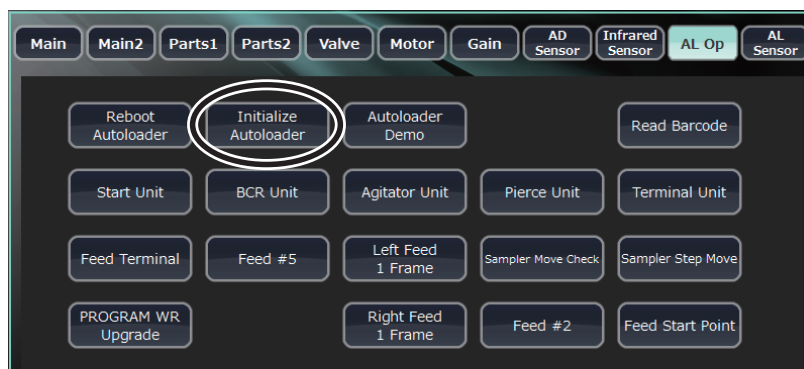 Main Main2 Parts1 Parts2 Valve Motor Gain AD Sensor Infrared Sensor AL Op AL Sensor
Reboot Autoloader Initialize Autoloader Autoloader Demo Read Barcode
Start Unit BCR Unit Agitator Unit Pierce Unit Terminal Unit
Feed Terminal Feed #5 Left Feed 1 Frame Sampler Move Check Sampler Step Move
PROGRAM WR Upgrade Right Feed 1 Frame Feed #2 Feed Start Point